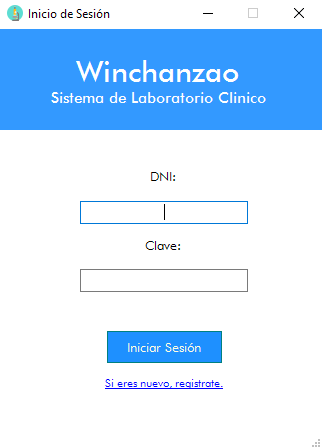 Inicio de Sesión
Winchanzao
Sistema de Laboratorio Clinico
DNI:
Clave:
Iniciar Sesión
Si eres nuevo, registrate.